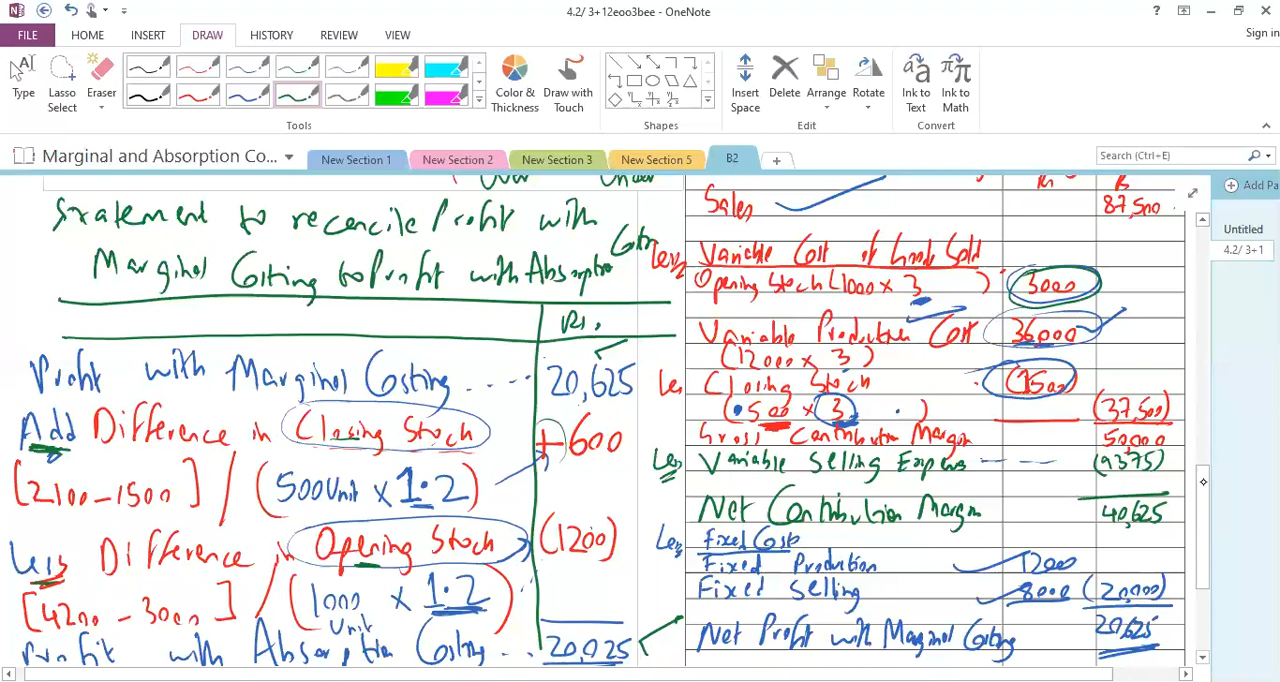 4.2/ 3+12eoo3bee - OneNote
Sign in
FILE HOME INSERT DRAW HISTORY REVIEW VIEW
Type
Lasso Select
Eraser
Color & Thickness
Draw with Touch
Insert Space
Delete
Arrange
Rotate
Ink to Text
Ink to Math
Tools
Shapes
Edit
Convert
Marginal and Absorption Co...
New Section 1
New Section 2
New Section 3
New Section 5
B2
Search (Ctrl+E)
Add Pa
Untitled
4.2/ 3+1
Statement to reconcile Profit with
Marginal Costing to Profit with Absorption Costin
Rs.
Profit with Marginal Costing .... 20,625
Add Difference in Closing Stock +600
[2100-1500] / (500 Unit × 1.2)
Less Difference in Opening Stock (1200)
[4200-3000] / (1000 Unit × 1.2)
Profit with Absorption Costing .. 20,025
Sales 87,500
Less Variable Cost of Goods Sold
Opening Stock (1000 × 3) 3000
Variable Production Cost 36000
(12000 × 3)
Les Closing Stock (1500)
(500 × 3) (37,500)
Gross Contribution Margin 50,000
Less Variable Selling Expens --- (9375)
Net Contribution Margin 40,625
Less Fixed Costs
Fixed Production 12000
Fixed Selling 8000 (20,000)
Net Profit with Marginal Costing 20,625